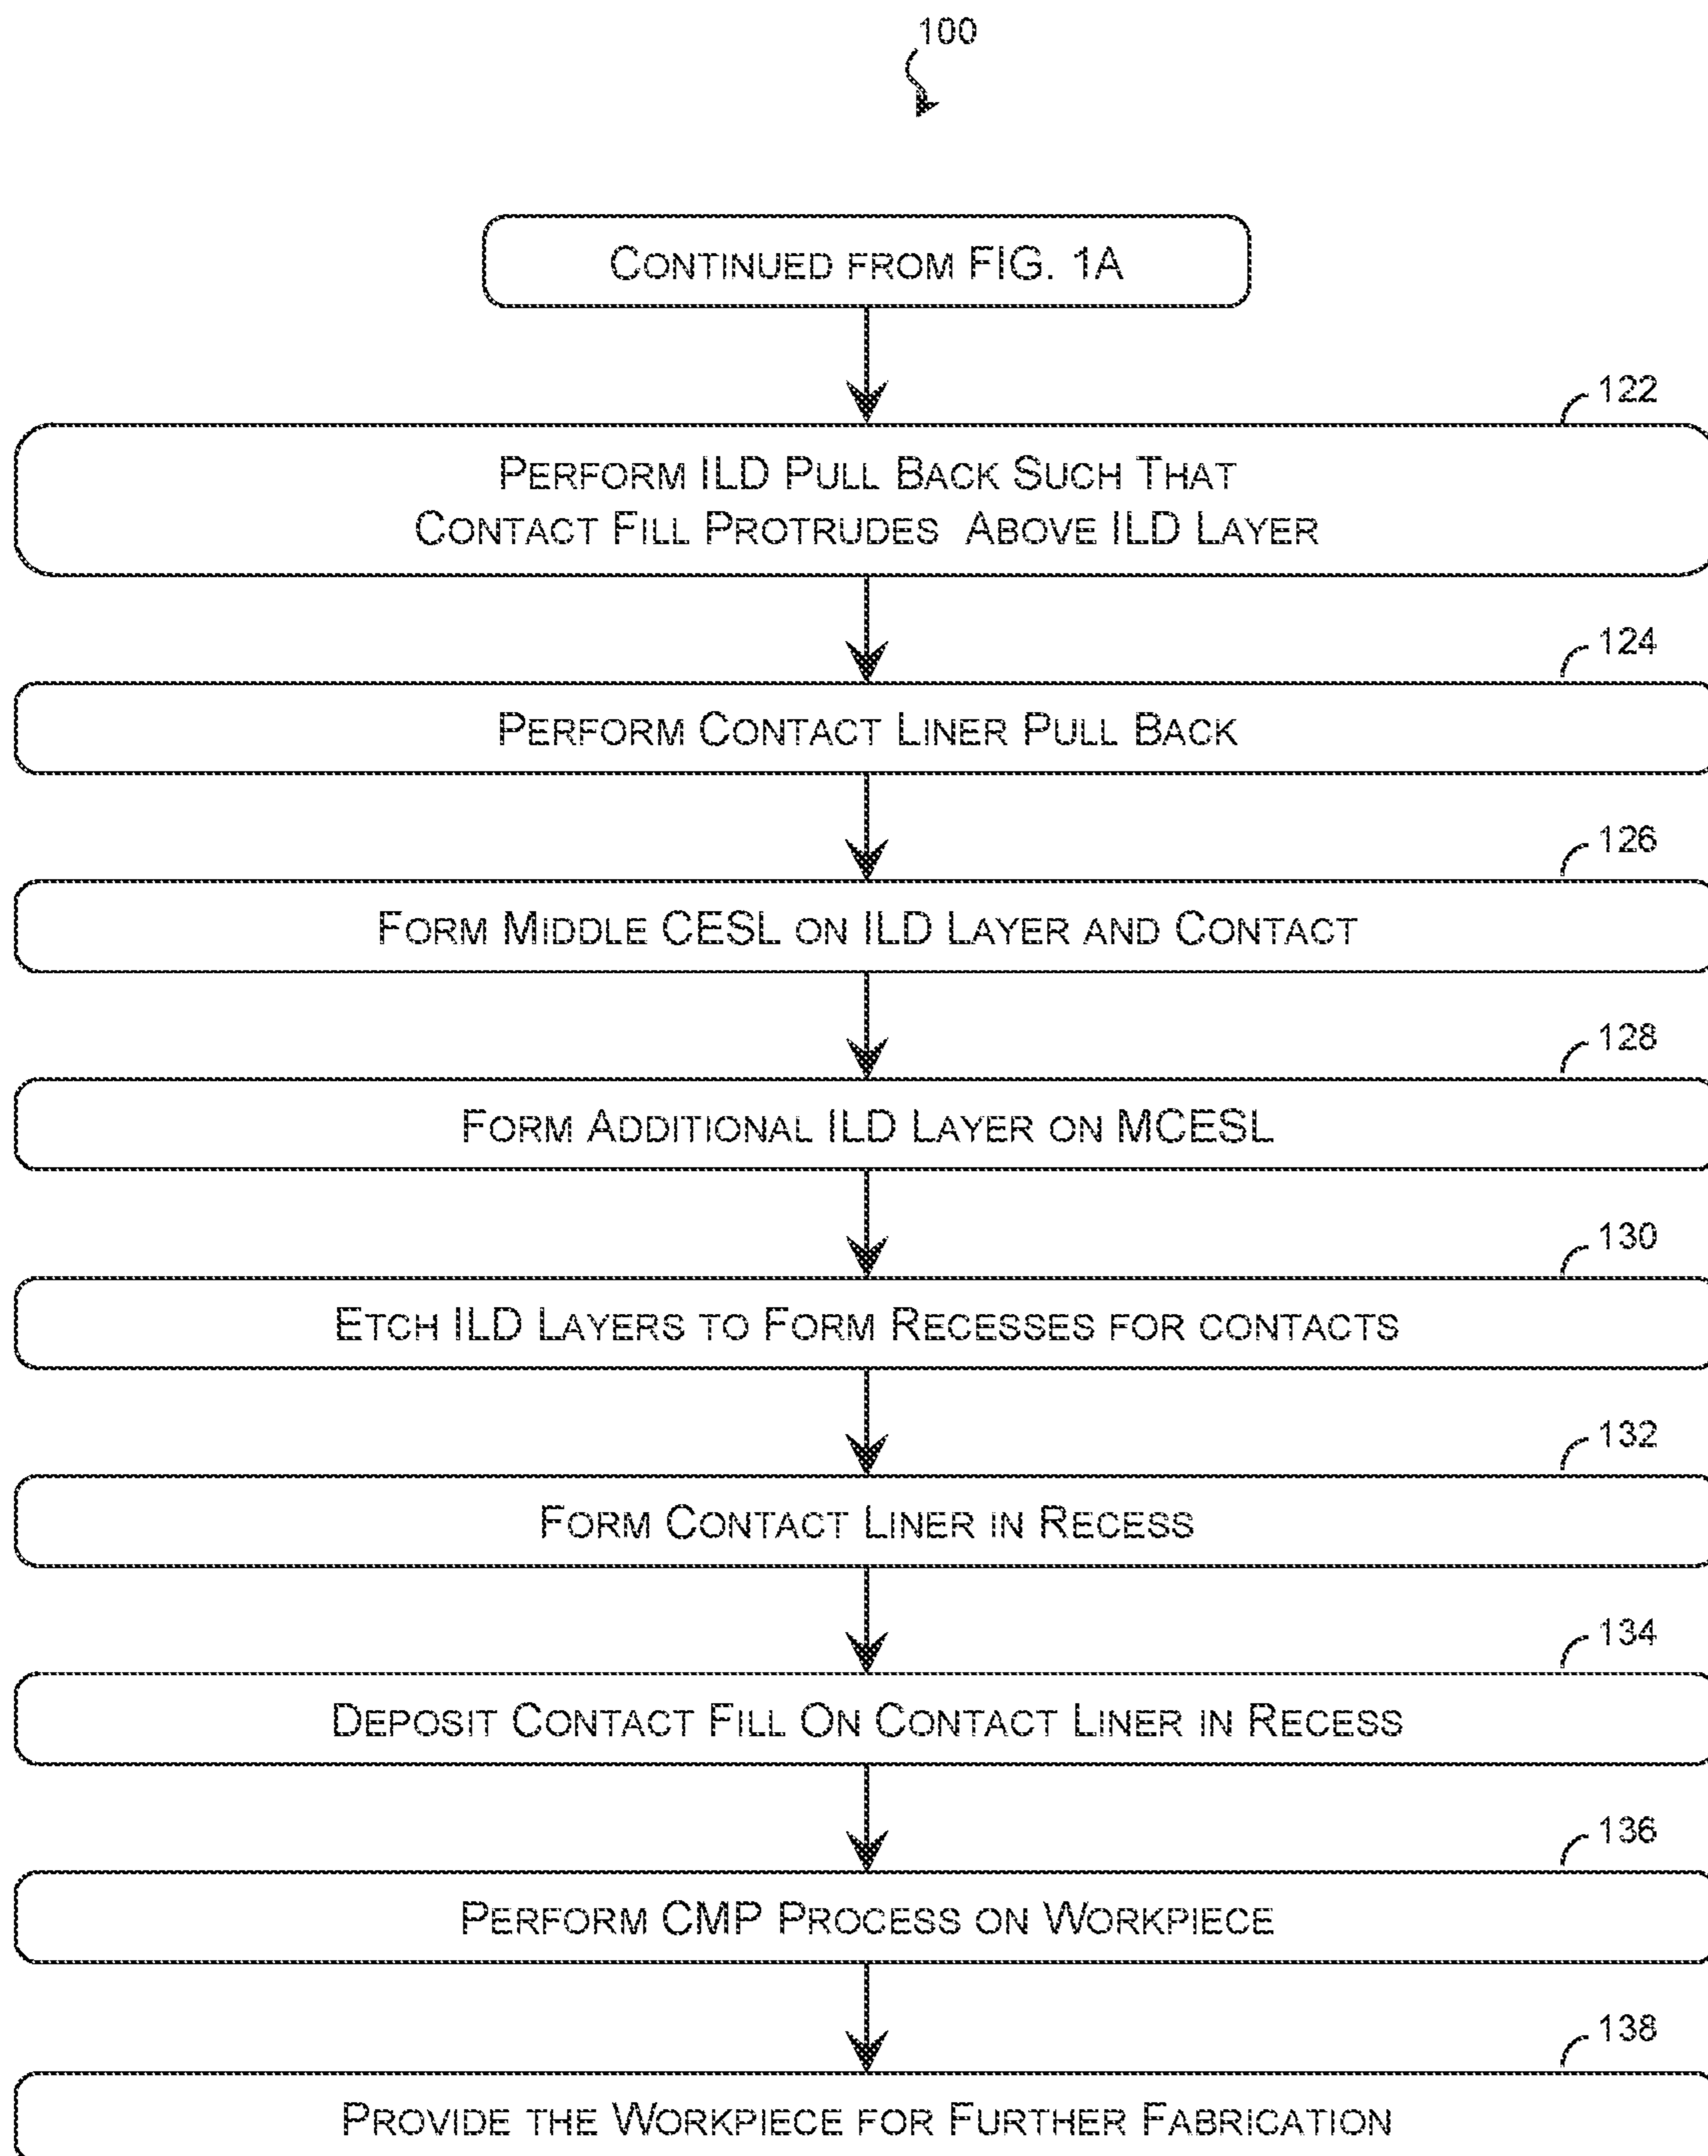 100
CONTINUED FROM FIG. 1A
122
PERFORM ILD PULL BACK SUCH THAT
CONTACT FILL PROTRUDES ABOVE ILD LAYER
124
PERFORM CONTACT LINER PULL BACK
126
FORM MIDDLE CESL ON ILD LAYER AND CONTACT
128
FORM ADDITIONAL ILD LAYER ON MCESL
130
ETCH ILD LAYERS TO FORM RECESSES FOR CONTACTS
132
FORM CONTACT LINER IN RECESS
134
DEPOSIT CONTACT FILL ON CONTACT LINER IN RECESS
136
PERFORM CMP PROCESS ON WORKPIECE
138
PROVIDE THE WORKPIECE FOR FURTHER FABRICATION